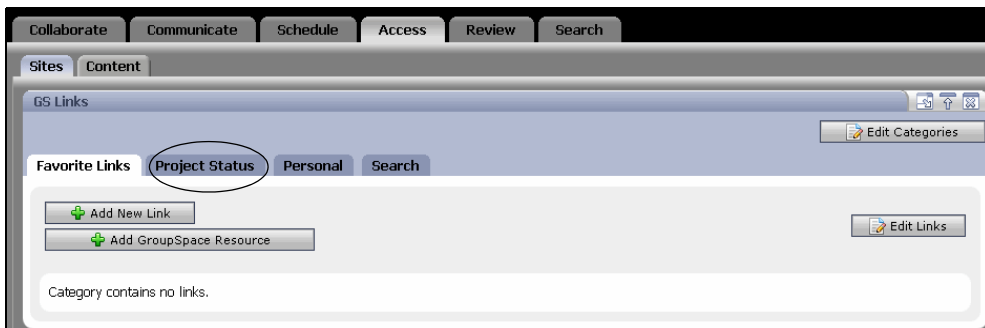 Collaborate Communicate Schedule Access Review Search
Sites Content
GS Links
Edit Categories
Favorite Links Project Status Personal Search
Add New Link
Edit Links
Add GroupSpace Resource
Category contains no links.